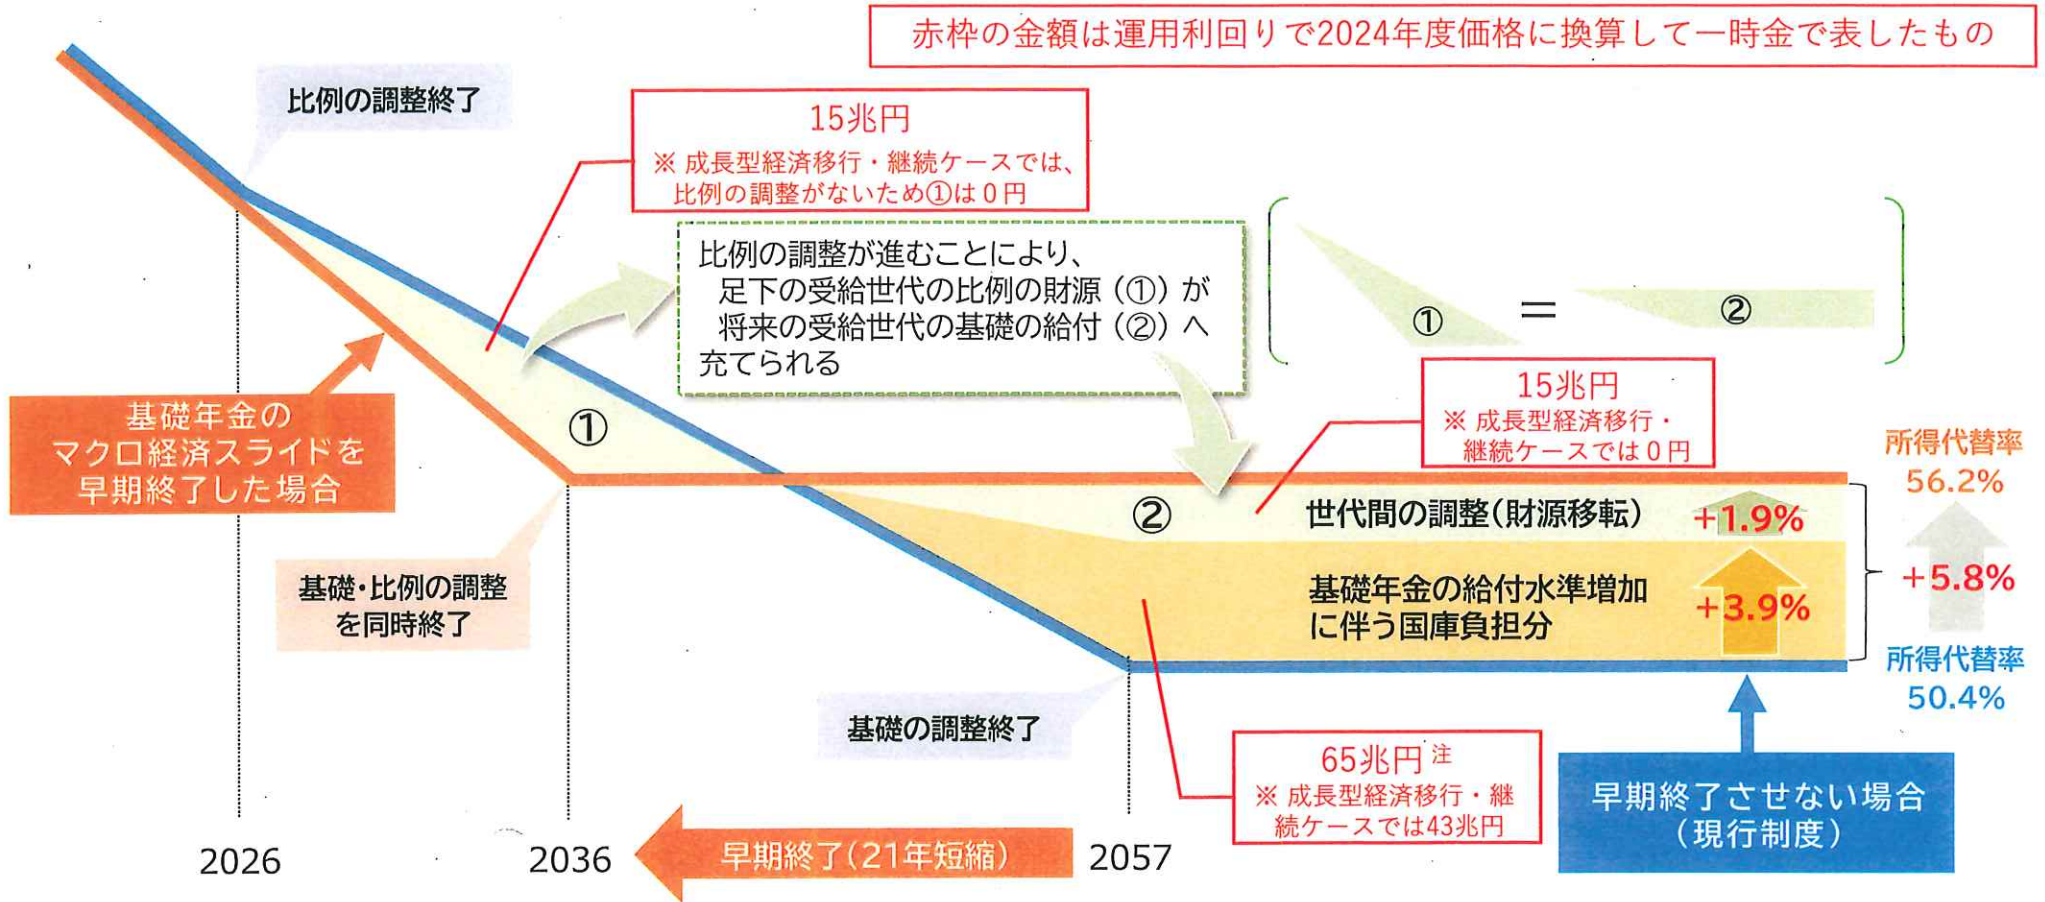 赤枠の金額は運用利回りで2024年度価格に換算して一時金で表したもの
比例の調整終了
15兆円
※ 成長型経済移行・継続ケースでは、
比例の調整がないため①は0円
比例の調整が進むことにより、
足下の受給世代の比例の財源（①）が
将来の受給世代の基礎の給付（②）へ
充てられる
① ＝ ②
15兆円
※ 成長型経済移行・
継続ケースでは0円
基礎年金の
マクロ経済スライドを
早期終了した場合
①
②
世代間の調整（財源移転）
+1.9%
所得代替率
56.2%
基礎・比例の調整
を同時終了
基礎年金の給付水準増加
に伴う国庫負担分
+3.9%
+5.8%
所得代替率
50.4%
基礎の調整終了
65兆円 注
※ 成長型経済移行・継
続ケースでは43兆円
早期終了させない場合
（現行制度）
2026
2036
早期終了（21年短縮）
2057